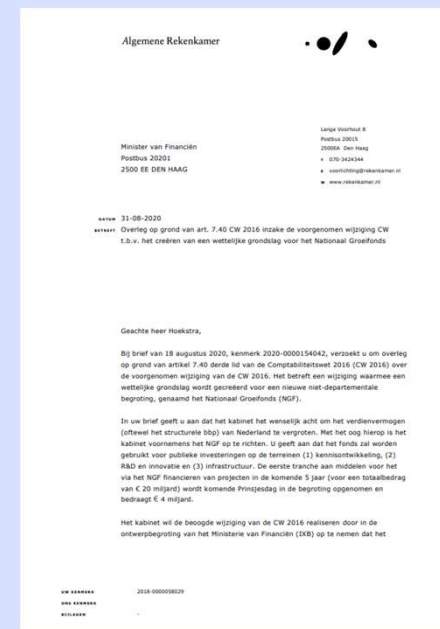 Algemene Rekenkamer
Lange Voorhout 8
Postbus 20015
2500EA Den Haag
T 070-3424344
E voorlichting@rekenkamer.nl
W www.rekenkamer.nl
Minister van Financiën
Postbus 20201
2500 EE DEN HAAG
DATUM 31-08-2020
BETREFT Overleg op grond van art. 7.40 CW 2016 inzake de voorgenomen wijziging CW
t.b.v. het creëren van een wettelijke grondslag voor het Nationaal Groeifonds
Geachte heer Hoekstra,
Bij brief van 18 augustus 2020, kenmerk 2020-0000154042, verzoekt u om overleg
op grond van artikel 7.40 derde lid van de Comptabiliteitswet 2016 (CW 2016) over
de voorgenomen wijziging van de CW 2016. Het betreft een wijziging waarmee een
wettelijke grondslag wordt gecreëerd voor een nieuwe niet-departementale
begroting, genaamd het Nationaal Groeifonds (NGF).
In uw brief geeft u aan dat het kabinet het wenselijk acht om het verdienvermogen
(oftewel het structurele bbp) van Nederland te vergroten. Met het oog hierop is het
kabinet voornemens het NGF op te richten. U geeft aan dat het fonds zal worden
gebruikt voor publieke investeringen op de terreinen (1) kennisontwikkeling, (2)
R&D en innovatie en (3) infrastructuur. De eerste tranche aan middelen voor het
via het NGF financieren van projecten in de komende 5 jaar (voor een totaalbedrag
van € 20 miljard) wordt komende Prinsjesdag in de begroting opgenomen en
bedraagt € 4 miljard.
Het kabinet wil de beoogde wijziging van de CW 2016 realiseren door in de
ontwerpbegroting van het Ministerie van Financiën (IXB) op te nemen dat het
UW KENMERK 2018-0000058029
ONS KENMERK
BIJLAGEN -